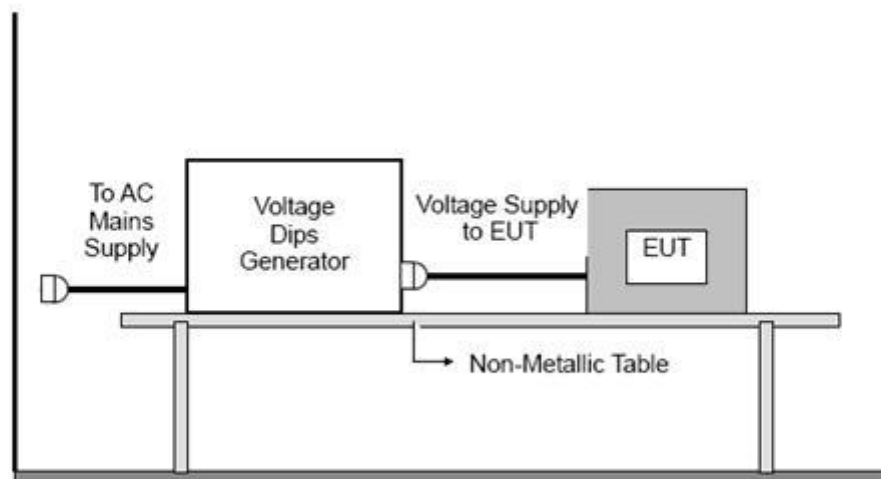 To AC
Mains
Supply
Voltage
Dips
Generator
Voltage Supply
to EUT
EUT
Non-Metallic Table